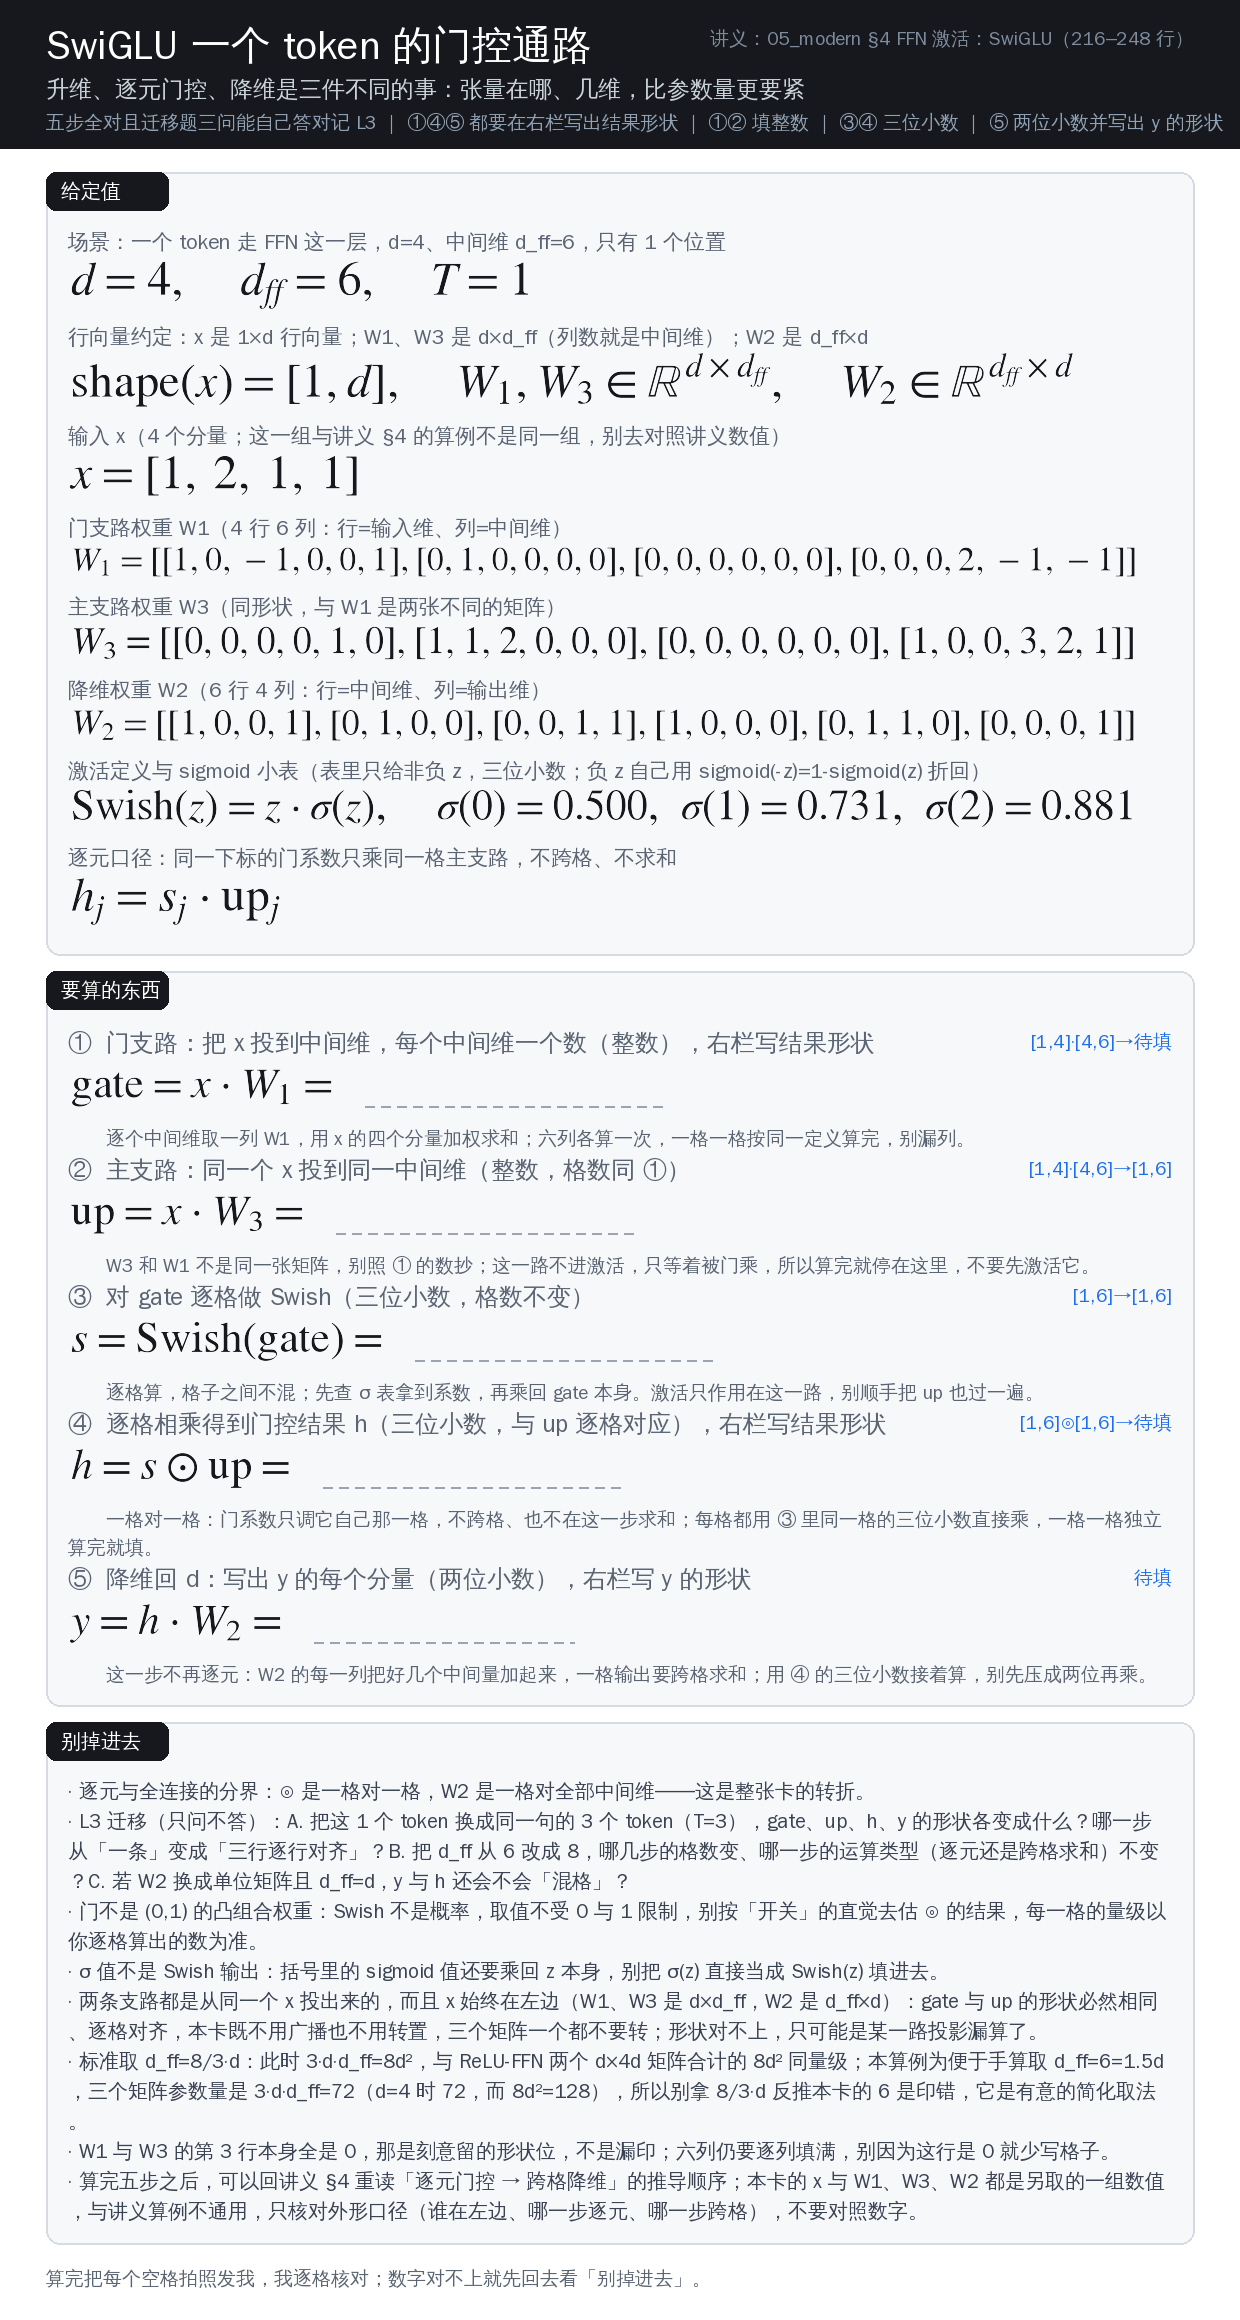 SwiGLU 一个 token 的门控通路
讲义：05_modern §4 FFN 激活：SwiGLU（216—248 行）
升维、逐元门控、降维是三件不同的事：张量在哪、几维，比参数量更要紧
五步全对且迁移题三问能自己答对记 L3 ｜ ①④⑤ 都要在右栏写出结果形状 ｜ ①② 填整数 ｜ ③④ 三位小数 ｜ ⑤ 两位小数并写出 y 的形状
给定值
场景：一个 token 走 FFN 这一层，d=4、中间维 d_ff=6，只有 1 个位置
d = 4, d_{ff} = 6, T = 1
行向量约定：x 是 1×d 行向量；W1、W3 是 d×d_ff（列数就是中间维）；W2 是 d_ff×d
shape(x) = [1, d], W_1, W_3 ∈ ℝ^{d×d_{ff}}, W_2 ∈ ℝ^{d_{ff}×d}
输入 x（4 个分量；这一组与讲义 §4 的算例不是同一组，别去对照讲义数值）
x = [1, 2, 1, 1]
门支路权重 W1（4 行 6 列：行=输入维、列=中间维）
W_1 = [[1, 0, −1, 0, 0, 1], [0, 1, 0, 0, 0, 0], [0, 0, 0, 0, 0, 0], [0, 0, 0, 2, −1, −1]]
主支路权重 W3（同形状，与 W1 是两张不同的矩阵）
W_3 = [[0, 0, 0, 0, 1, 0], [1, 1, 2, 0, 0, 0], [0, 0, 0, 0, 0, 0], [1, 0, 0, 3, 2, 1]]
降维权重 W2（6 行 4 列：行=中间维、列=输出维）
W_2 = [[1, 0, 0, 1], [0, 1, 0, 0], [0, 0, 1, 1], [1, 0, 0, 0], [0, 1, 1, 0], [0, 0, 0, 1]]
激活定义与 sigmoid 小表（表里只给非负 z，三位小数；负 z 自己用 sigmoid(-z)=1-sigmoid(z) 折回）
Swish(z) = z · σ(z), σ(0) = 0.500, σ(1) = 0.731, σ(2) = 0.881
逐元口径：同一下标的门系数只乘同一格主支路，不跨格、不求和
h_j = s_j · up_j
要算的东西
① 门支路：把 x 投到中间维，每个中间维一个数（整数），右栏写结果形状
[1,4]·[4,6]→待填
gate = x · W_1 =
逐个中间维取一列 W1，用 x 的四个分量加权求和；六列各算一次，一格一格按同一定义算完，别漏列。
② 主支路：同一个 x 投到同一中间维（整数，格数同 ①）
[1,4]·[4,6]→[1,6]
up = x · W_3 =
W3 和 W1 不是同一张矩阵，别照 ① 的数抄；这一路不进激活，只等着被门乘，所以算完就停在这里，不要先激活它。
③ 对 gate 逐格做 Swish（三位小数，格数不变）
[1,6]→[1,6]
s = Swish(gate) =
逐格算，格子之间不混；先查 σ 表拿到系数，再乘回 gate 本身。激活只作用在这一路，别顺手把 up 也过一遍。
④ 逐格相乘得到门控结果 h（三位小数，与 up 逐格对应），右栏写结果形状
[1,6]⊙[1,6]→待填
h = s ⊙ up =
一格对一格：门系数只调它自己那一格，不跨格、也不在这一步求和；每格都用 ③ 里同一格的三位小数直接乘，一格一格独立
算完就填。
⑤ 降维回 d：写出 y 的每个分量（两位小数），右栏写 y 的形状
待填
y = h · W_2 =
这一步不再逐元：W2 的每一列把好几个中间量加起来，一格输出要跨格求和；用 ④ 的三位小数接着算，别先压成两位再乘。
别掉进去
· 逐元与全连接的分界：⊙ 是一格对一格，W2 是一格对全部中间维——这是整张卡的转折。
· L3 迁移（只问不答）：A. 把这 1 个 token 换成同一句的 3 个 token（T=3），gate、up、h、y 的形状各变成什么？哪一步
从「一条」变成「三行逐行对齐」？B. 把 d_ff 从 6 改成 8，哪几步的格数变、哪一步的运算类型（逐元还是跨格求和）不变
？C. 若 W2 换成单位矩阵且 d_ff=d，y 与 h 还会不会「混格」？
· 门不是 (0,1) 的凸组合权重：Swish 不是概率，取值不受 0 与 1 限制，别按「开关」的直觉去估 ⊙ 的结果，每一格的量级以
你逐格算出的数为准。
· σ 值不是 Swish 输出：括号里的 sigmoid 值还要乘回 z 本身，别把 σ(z) 直接当成 Swish(z) 填进去。
· 两条支路都是从同一个 x 投出来的，而且 x 始终在左边（W1、W3 是 d×d_ff，W2 是 d_ff×d）：gate 与 up 的形状必然相同
、逐格对齐，本卡既不用广播也不用转置，三个矩阵一个都不要转；形状对不上，只可能是某一路投影漏算了。
· 标准取 d_ff=8/3·d：此时 3·d·d_ff=8d²，与 ReLU-FFN 两个 d×4d 矩阵合计的 8d² 同量级；本算例为便于手算取 d_ff=6=1.5d
，三个矩阵参数量是 3·d·d_ff=72（d=4 时 72，而 8d²=128），所以别拿 8/3·d 反推本卡的 6 是印错，它是有意的简化取法
。
· W1 与 W3 的第 3 行本身全是 0，那是刻意留的形状位，不是漏印；六列仍要逐列填满，别因为这行是 0 就少写格子。
· 算完五步之后，可以回讲义 §4 重读「逐元门控 → 跨格降维」的推导顺序；本卡的 x 与 W1、W3、W2 都是另取的一组数值
，与讲义算例不通用，只核对外形口径（谁在左边、哪一步逐元、哪一步跨格），不要对照数字。
算完把每个空格拍照发我，我逐格核对；数字对不上就先回去看「别掉进去」。